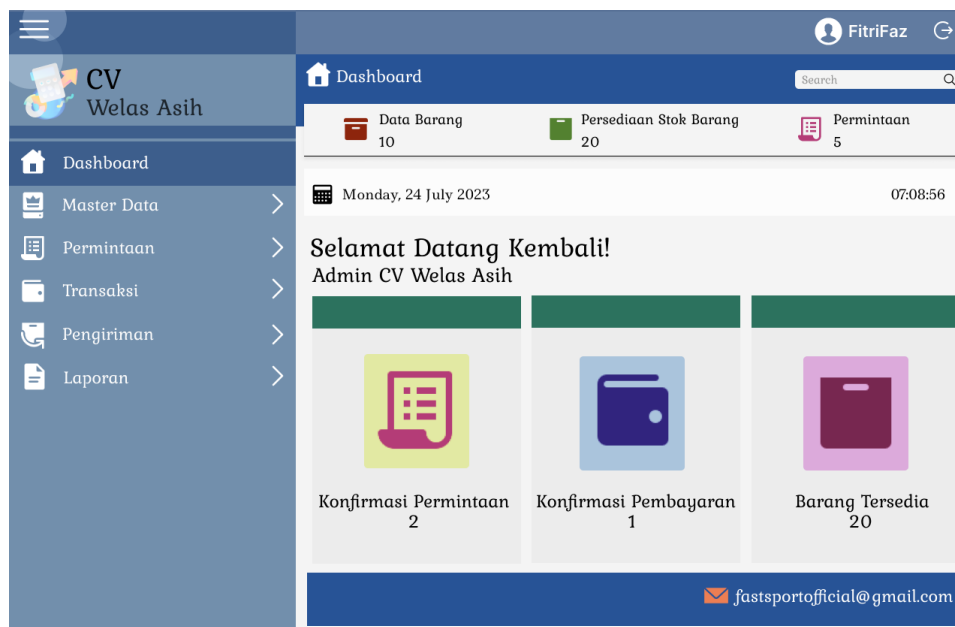 FitriFaz
CV
Welas Asih
Dashboard
Master Data
Permintaan
Transaksi
Pengiriman
Laporan
Dashboard
Search
Data Barang
10
Persediaan Stok Barang
20
Permintaan
5
Monday, 24 July 2023
07:08:56
Selamat Datang Kembali!
Admin CV Welas Asih
Konfirmasi Permintaan
2
Konfirmasi Pembayaran
1
Barang Tersedia
20
fastsportofficial@gmail.com